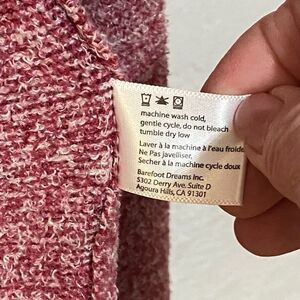 machine wash cold,
gentle cycle, do not bleach
tumble dry low
Laver à la machine à l'eau froide
Ne Pas javelliser.
Secher à la machine cycle doux
Barefoot Dreams Inc.
5302 Derry Ave. Suite D
Agoura Hills, CA 91301